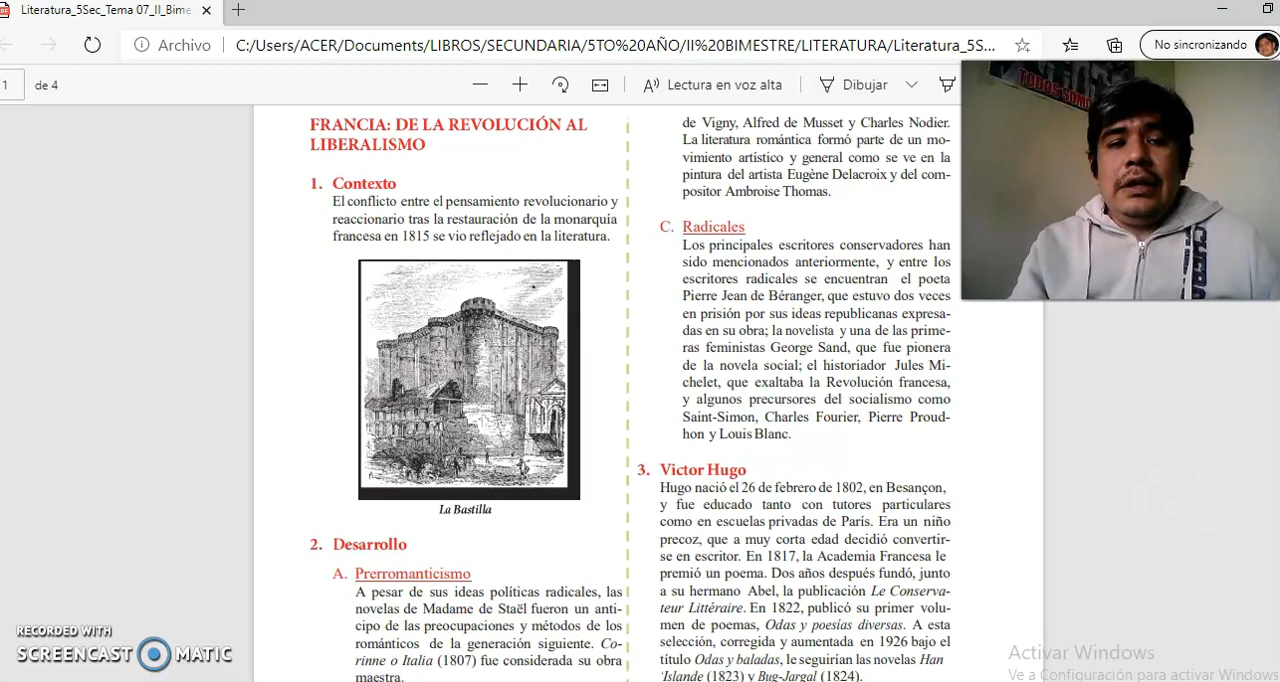 Literatura_5Sec_Tema 07_II_Bime
Archivo
C:/Users/ACER/Documents/LIBROS/SECUNDARIA/5TO%20AÑO/II%20BIMESTRE/LITERATURA/Literatura_5S...
No sincronizando
1
de 4
Lectura en voz alta
Dibujar
TODOS SOMO
FRANCIA: DE LA REVOLUCIÓN AL
LIBERALISMO
1. Contexto
El conflicto entre el pensamiento revolucionario y
reaccionario tras la restauración de la monarquía
francesa en 1815 se vio reflejado en la literatura.
La Bastilla
2. Desarrollo
A. Prerromanticismo
A pesar de sus ideas políticas radicales, las
novelas de Madame de Staël fueron un anti-
cipo de las preocupaciones y métodos de los
románticos de la generación siguiente. Co-
rinne o Italia (1807) fue considerada su obra
maestra.
de Vigny, Alfred de Musset y Charles Nodier.
La literatura romántica formó parte de un mo-
vimiento artístico y general como se ve en la
pintura del artista Eugène Delacroix y del com-
positor Ambroise Thomas.
C. Radicales
Los principales escritores conservadores han
sido mencionados anteriormente, y entre los
escritores radicales se encuentran el poeta
Pierre Jean de Béranger, que estuvo dos veces
en prisión por sus ideas republicanas expresa-
das en su obra; la novelista y una de las prime-
ras feministas George Sand, que fue pionera
de la novela social; el historiador Jules Mi-
chelet, que exaltaba la Revolución francesa,
y algunos precursores del socialismo como
Saint-Simon, Charles Fourier, Pierre Proud-
hon y Louis Blanc.
3. Victor Hugo
Hugo nació el 26 de febrero de 1802, en Besançon,
y fue educado tanto con tutores particulares
como en escuelas privadas de París. Era un niño
precoz, que a muy corta edad decidió convertir-
se en escritor. En 1817, la Academia Francesa le
premió un poema. Dos años después fundó, junto
a su hermano Abel, la publicación Le Conserva-
teur Littéraire. En 1822, publicó su primer volu-
men de poemas, Odas y poesías diversas. A esta
selección, corregida y aumentada en 1926 bajo el
título Odas y baladas, le seguirían las novelas Han
'Islande (1823) y Bug-Jargal (1824).
RECORDED WITH
SCREENCAST MATIC
Activar Windows
Ve a Configuración para activar Windows